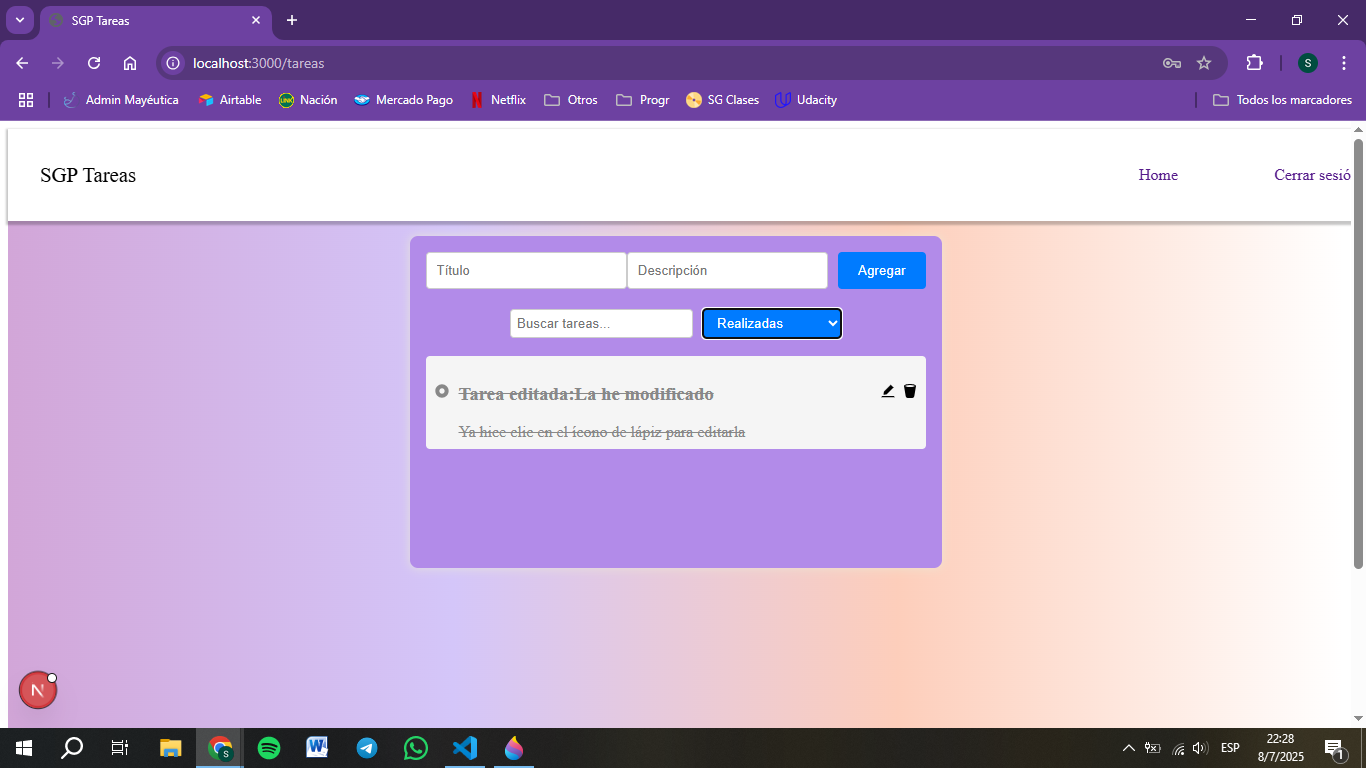 SGP Tareas
localhost:3000/tareas
S
Admin Mayéutica
Airtable
LINK
Nación
Mercado Pago
Netflix
Otros
Progr
SG Clases
Udacity
Todos los marcadores
SGP Tareas
Home
Cerrar sesió
Título
Descripción
Agregar
Buscar tareas...
Realizadas
Tarea editada:La he modificado
Ya hice clic en el ícono de lápiz para editarla
N
S
W
ESP
22:28
8/7/2025
1